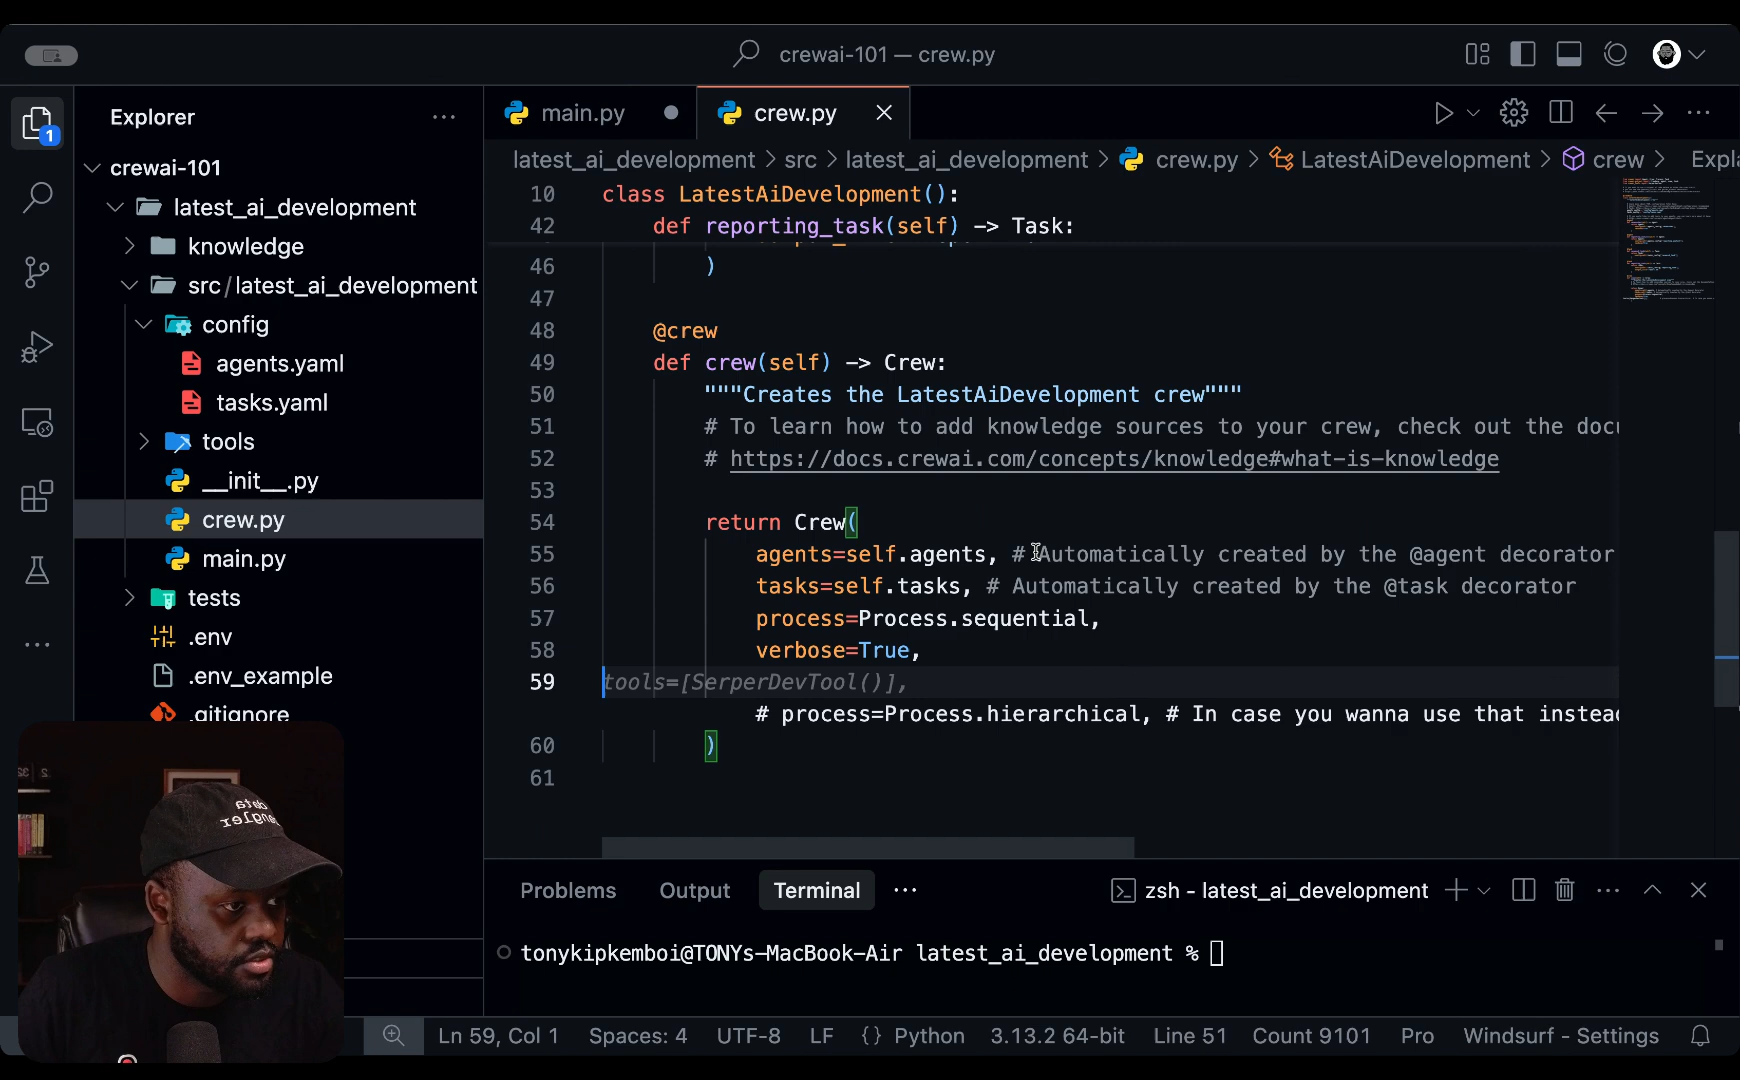 crewai-101 — crew.py
Explorer
1
crewai-101
latest_ai_development
knowledge
src/latest_ai_development
config
agents.yaml
tasks.yaml
tools
__init__.py
crew.py
main.py
tests
.env
.env_example
.gitignore
main.py
crew.py
latest_ai_development > src > latest_ai_development > crew.py > LatestAiDevelopment > crew > Expl
10 class LatestAiDevelopment():
42 def reporting_task(self) -> Task:
46 )
47
48 @crew
49 def crew(self) -> Crew:
50 """Creates the LatestAiDevelopment crew"""
51 # To learn how to add knowledge sources to your crew, check out the docu
52 # https://docs.crewai.com/concepts/knowledge#what-is-knowledge
53
54 return Crew(
55 agents=self.agents, # Automatically created by the @agent decorator
56 tasks=self.tasks, # Automatically created by the @task decorator
57 process=Process.sequential,
58 verbose=True,
59 tools=[SerperDevTool()],
# process=Process.hierarchical, # In case you wanna use that instead
60 )
61
Problems Output Terminal
zsh - latest_ai_development
tonykipkemboi@TONYs-MacBook-Air latest_ai_development %
data
Ln 59, Col 1 Spaces: 4 UTF-8 LF {} Python 3.13.2 64-bit Line 51 Count 9101 Pro Windsurf - Settings